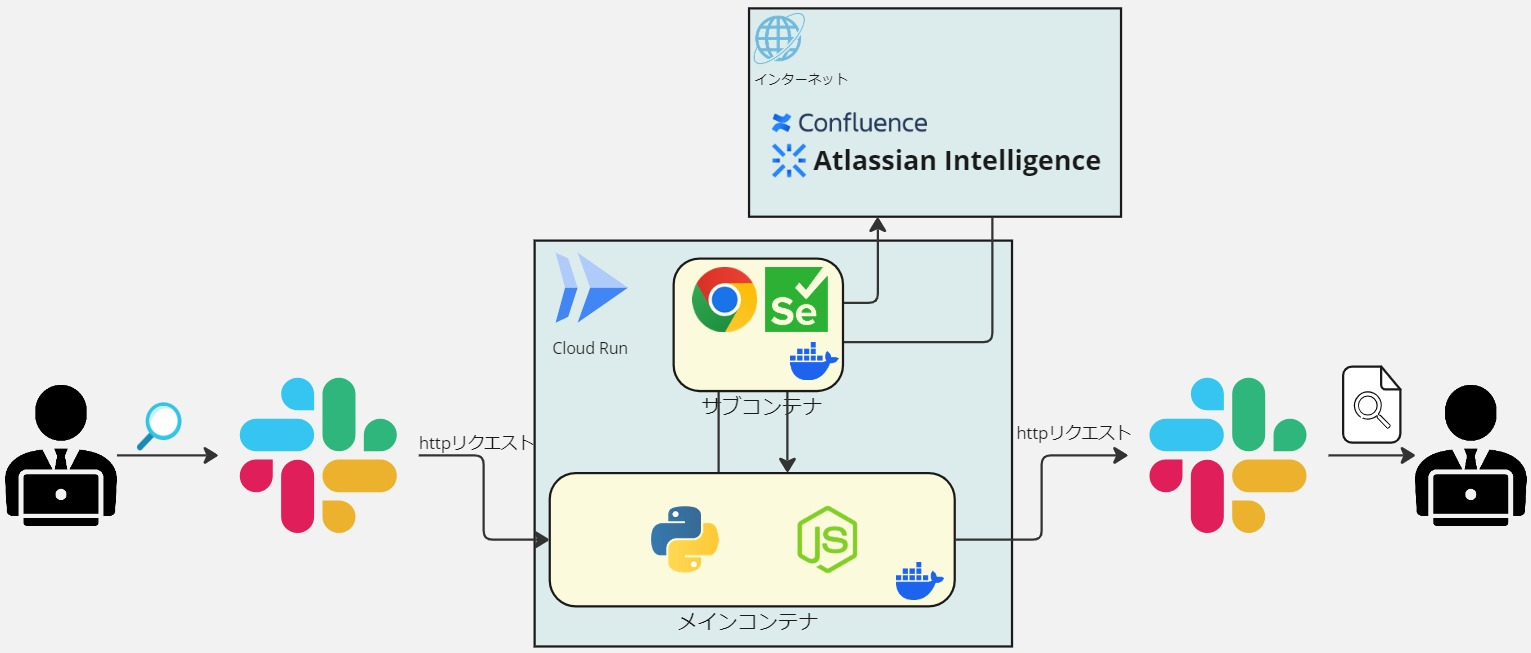 インターネット
Confluence
Atlassian Intelligence
Se
Cloud Run
サブコンテナ
httpリクエスト
httpリクエスト
JS
メインコンテナ